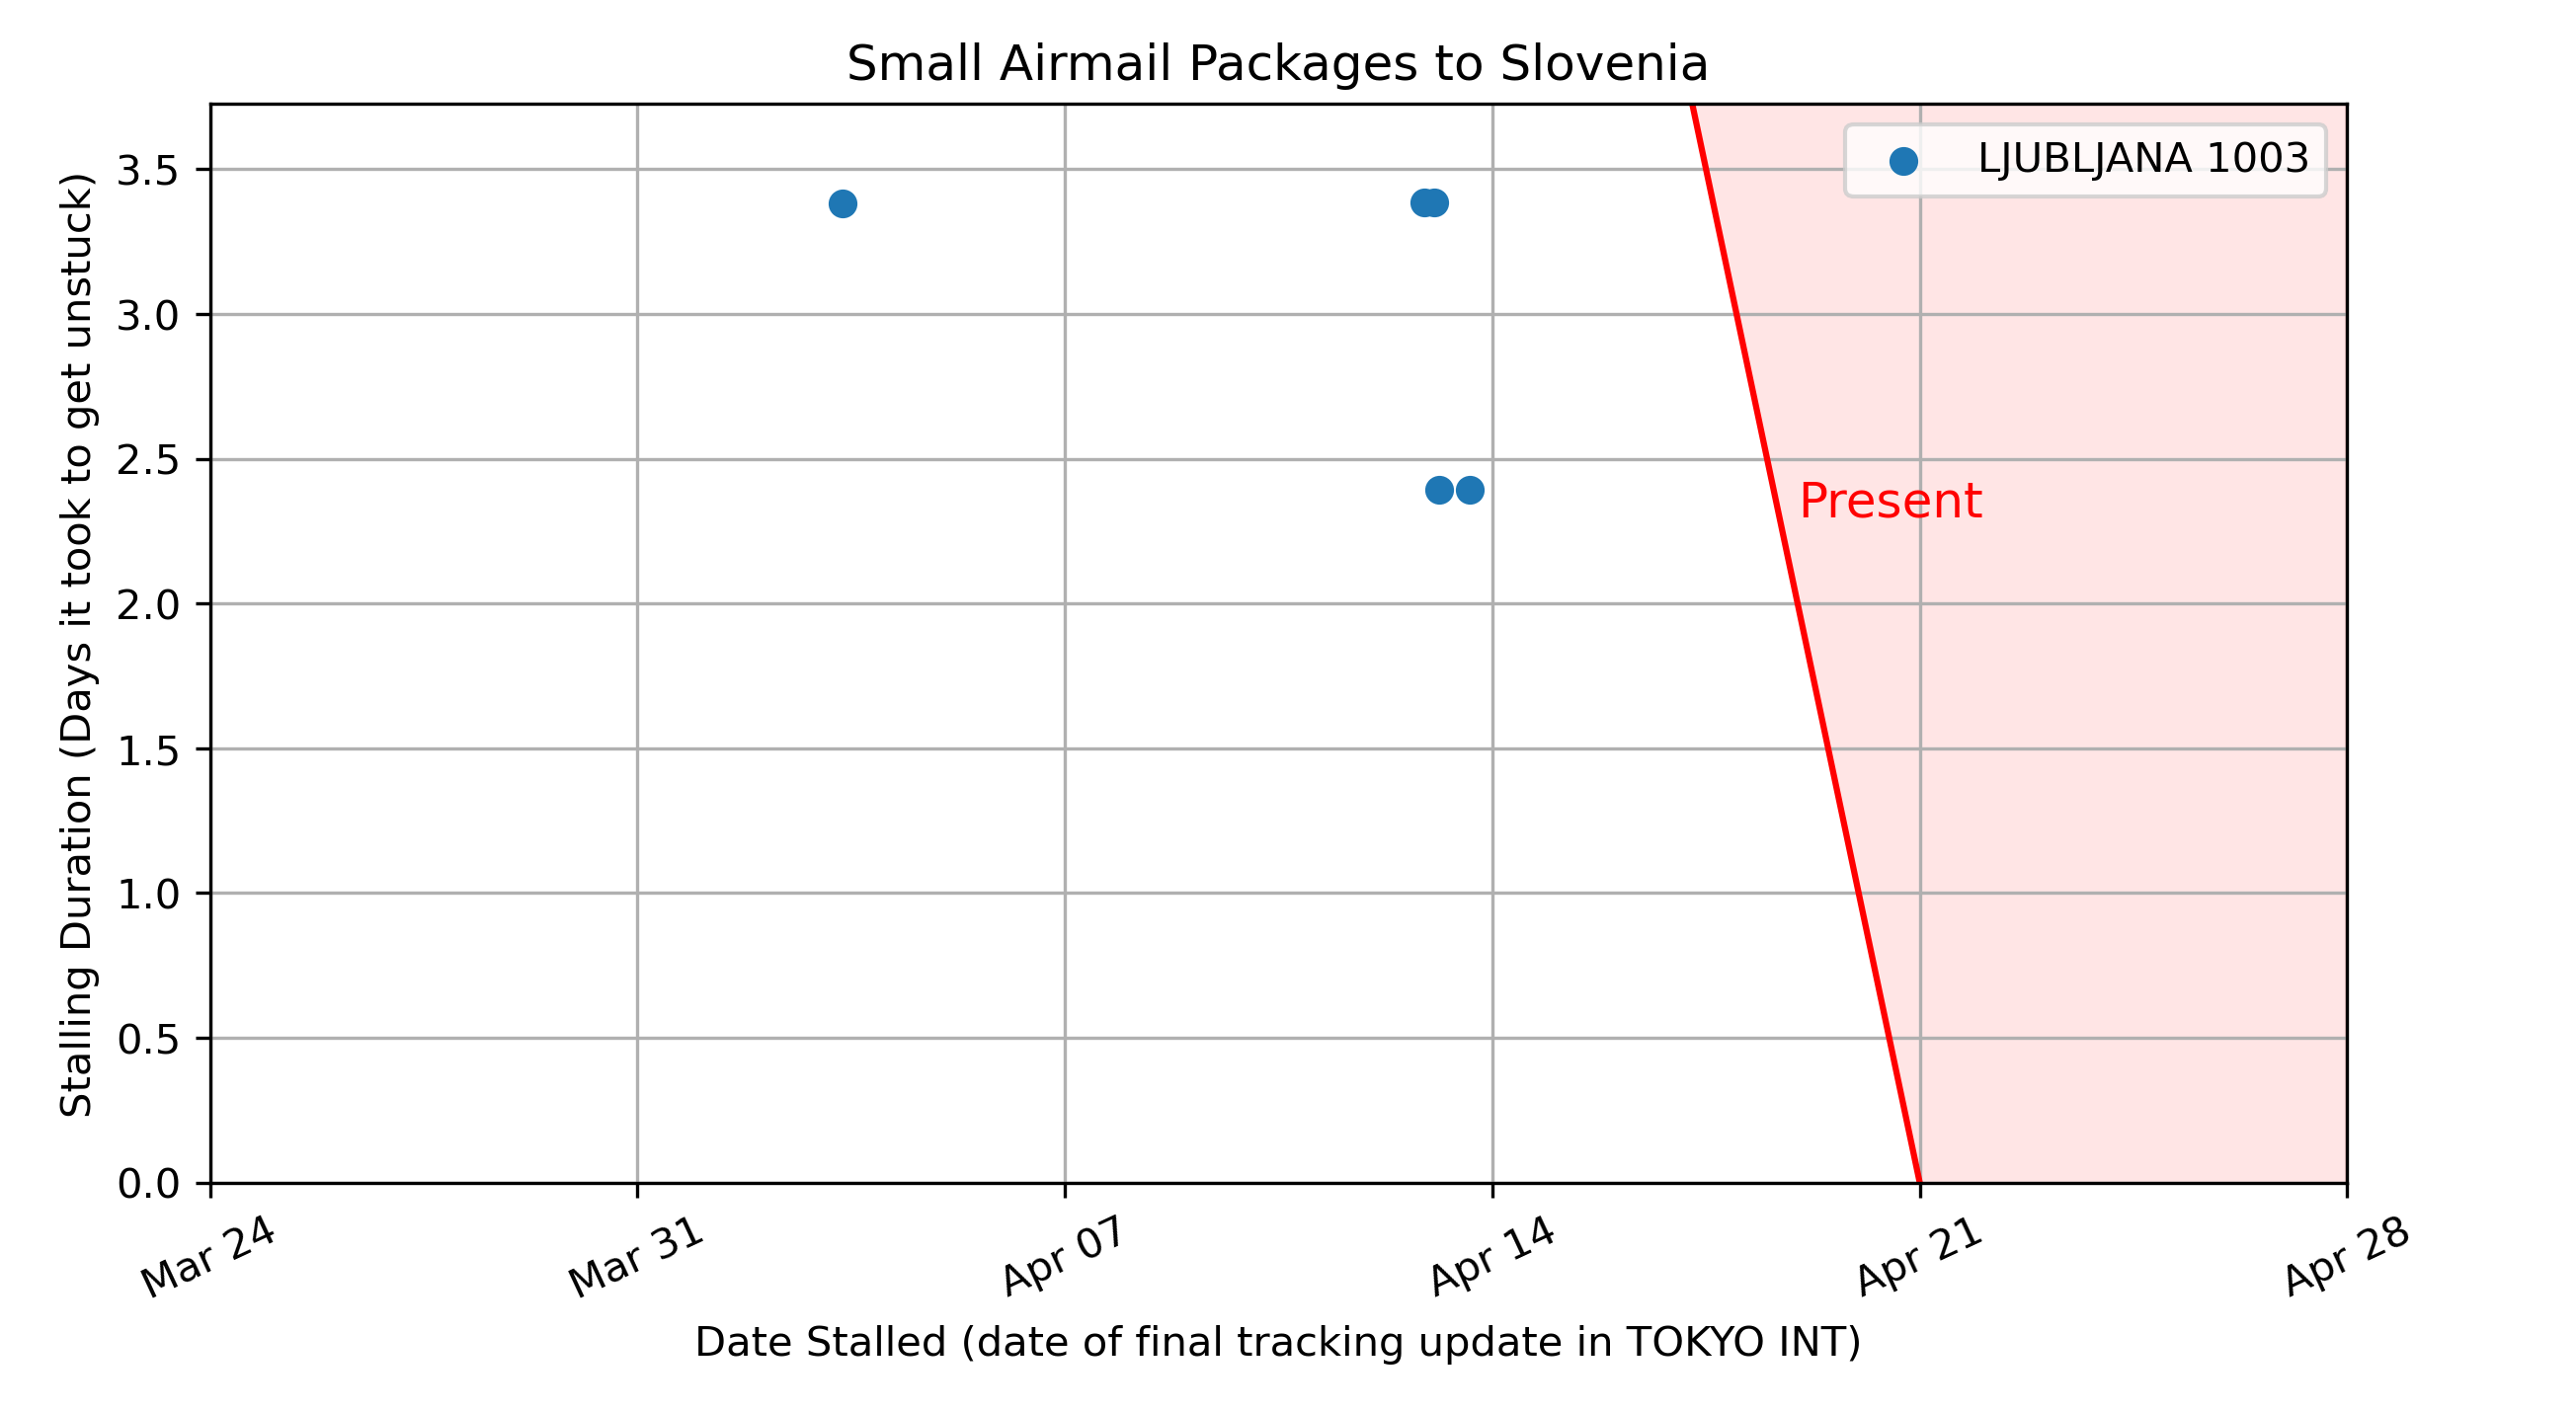 Small Airmail Packages to Slovenia
LJUBLJANA 1003
Present
Stalling Duration (Days it took to get unstuck)
3.5
3.0
2.5
2.0
1.5
1.0
0.5
0.0
Mar 24
Mar 31
Apr 07
Apr 14
Apr 21
Apr 28
Date Stalled (date of final tracking update in TOKYO INT)